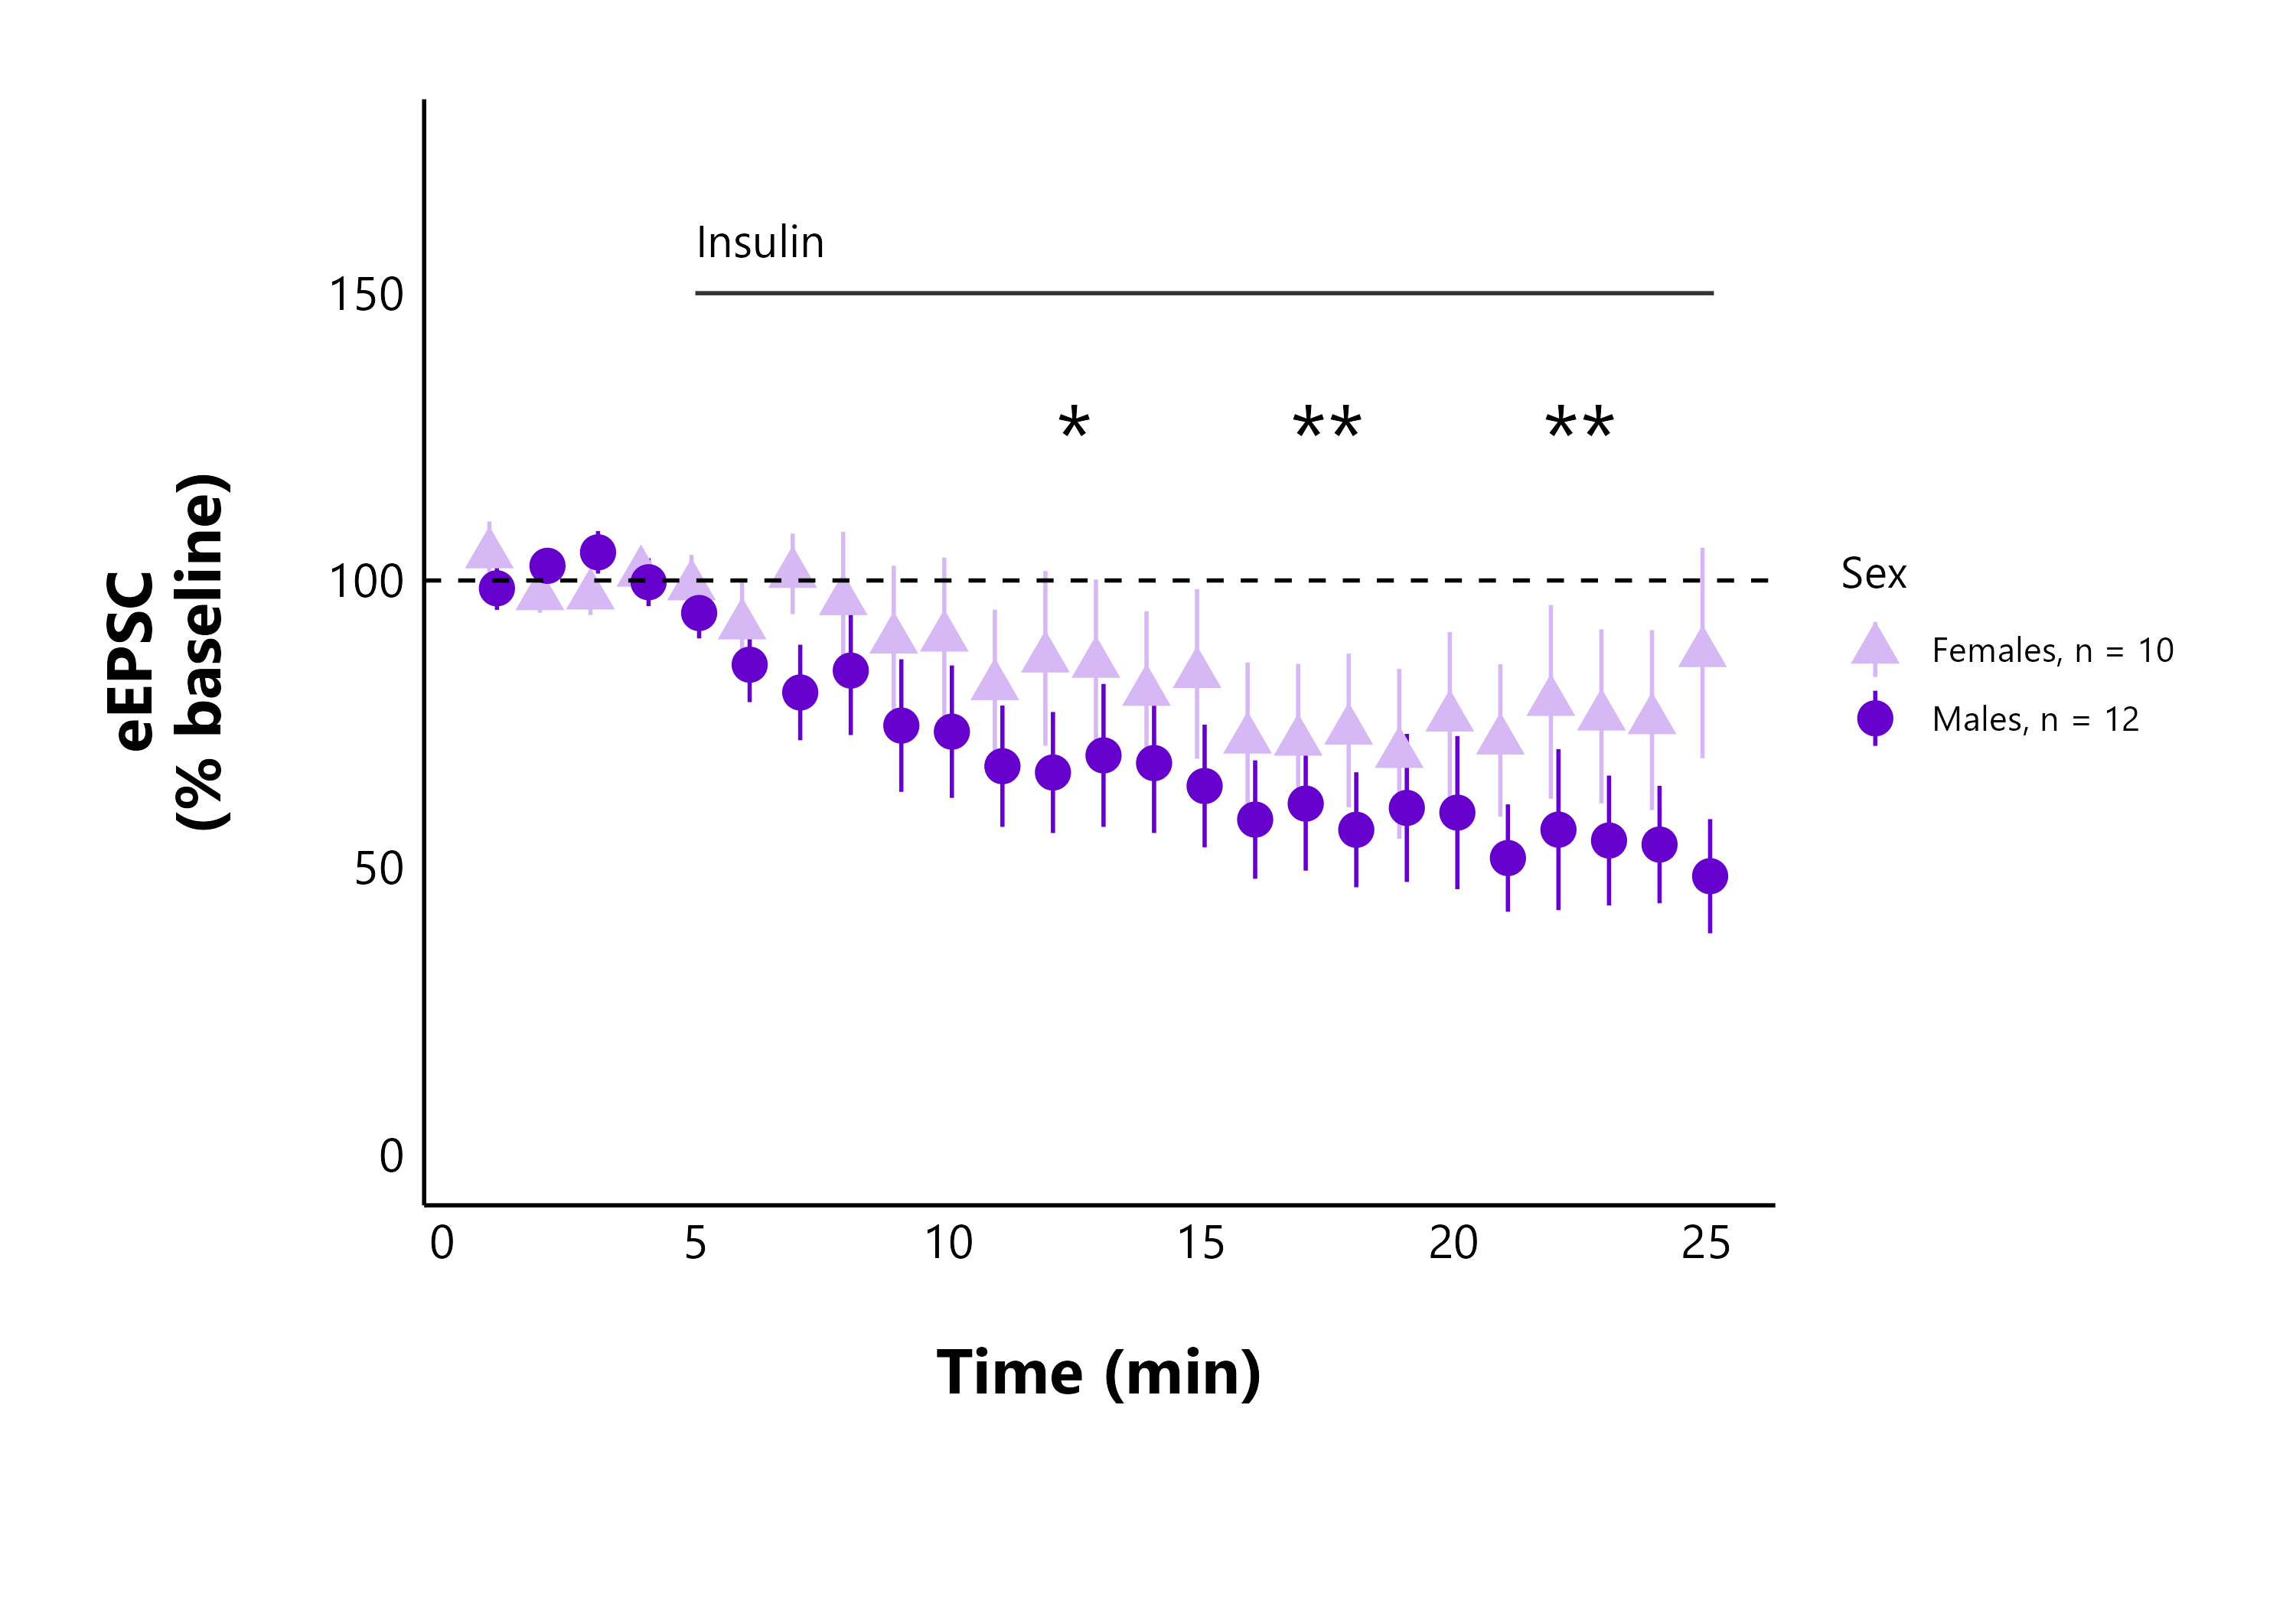 Insulin
150
*
**
**
100
50
0
eEPSC
(% baseline)
0
5
10
15
20
25
Time (min)
Sex
Females, n = 10
Males, n = 12